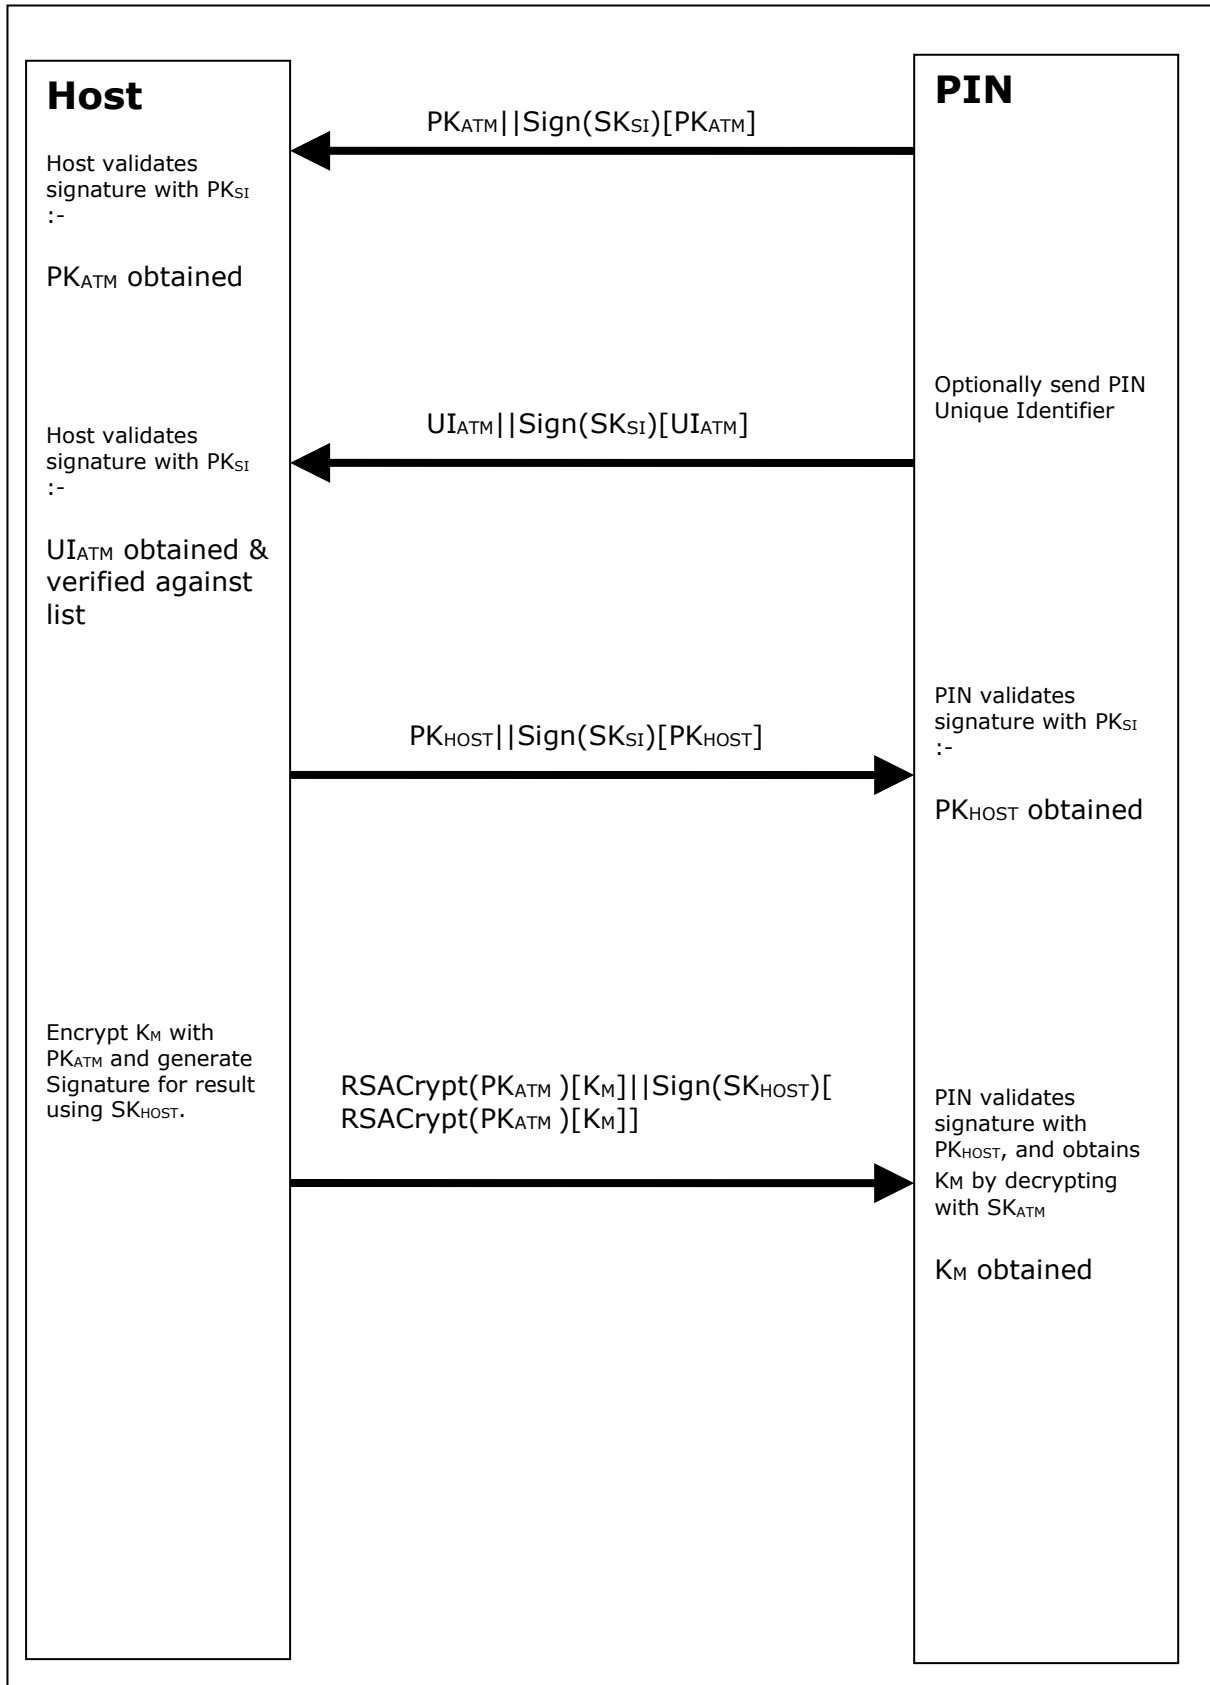 Host
PIN
PKATM||Sign(SKSI)[PKATM]
Host validates
signature with PKSI
:-
PKATM obtained
Optionally send PIN
Unique Identifier
UIATM||Sign(SKSI)[UIATM]
Host validates
signature with PKSI
:-
UIATM obtained &
verified against
list
PIN validates
signature with PKSI
:-
PKHOST||Sign(SKSI)[PKHOST]
PKHOST obtained
Encrypt KM with
PKATM and generate
Signature for result
using SKHOST.
RSACrypt(PKATM )[KM]||Sign(SKHOST)[
RSACrypt(PKATM )[KM]]
PIN validates
signature with
PKHOST, and obtains
KM by decrypting
with SKATM
KM obtained